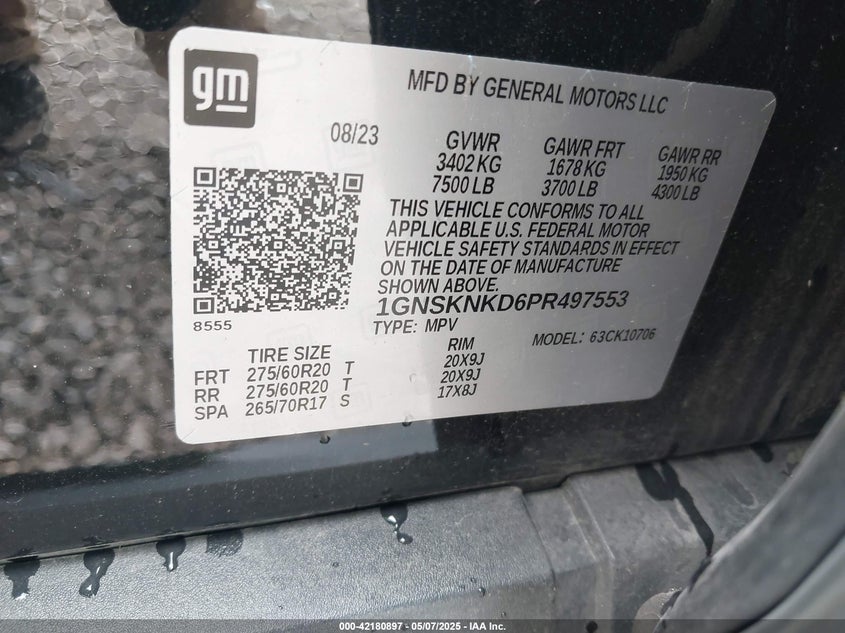 gm
MFD BY GENERAL MOTORS LLC
08/23
GVWR GAWR FRT GAWR RR
3402 KG 1678 KG 1950 KG
7500 LB 3700 LB 4300 LB
THIS VEHICLE CONFORMS TO ALL
APPLICABLE U.S. FEDERAL MOTOR
VEHICLE SAFETY STANDARDS IN EFFECT
ON THE DATE OF MANUFACTURE
SHOWN ABOVE.
8555
1GNSKNKD6PR497553
TYPE: MPV MODEL: 63CK10706
TIRE SIZE RIM
FRT 275/60R20 T 20X9J
RR 275/60R20 T 20X9J
SPA 265/70R17 S 17X8J
000-42180897 - 05/07/2025 - IAA Inc.